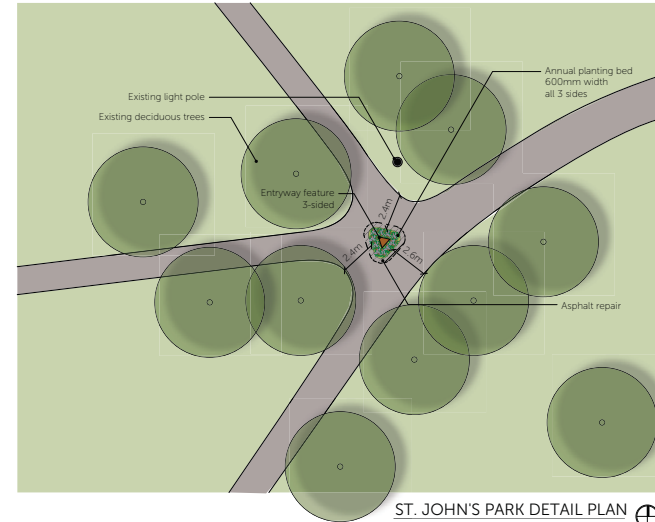 Annual planting bed
600mm width
all 3 sides
Existing light pole
Existing deciduous trees
Entryway feature
3-sided
2.4m
2.4m
2.6m
Asphalt repair
ST. JOHN'S PARK DETAIL PLAN